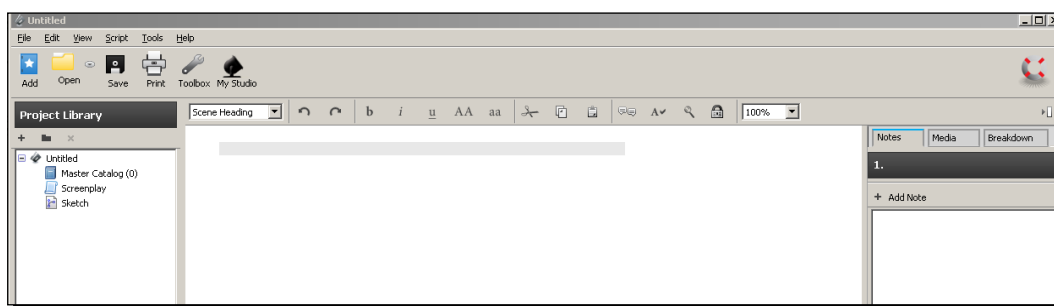 Untitled
File Edit View Script Tools Help
Add Open Save Print Toolbox My Studio
Project Library
Scene Heading b i u AA aa A 100%
Notes Media Breakdown
Untitled
Master Catalog (0)
1.
Screenplay
+ Add Note
Sketch